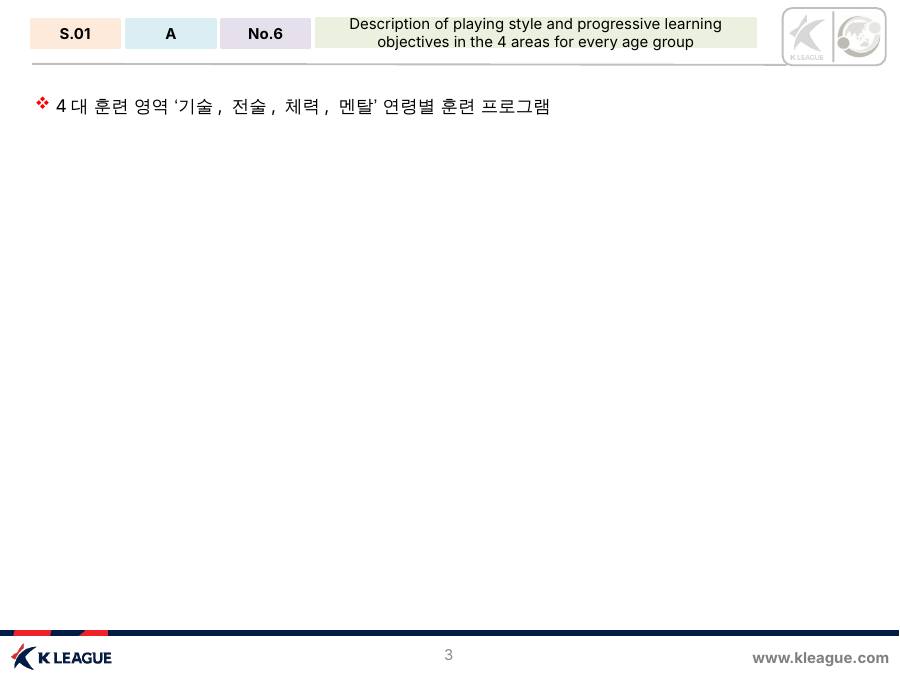 S.01
A
No.6
Description of playing style and progressive learning
objectives in the 4 areas for every age group
K LEAGUE
4 대 훈련 영역 ‘기술 , 전술 , 체력 , 멘탈’ 연령별 훈련 프로그램
K LEAGUE
3
www.kleague.com